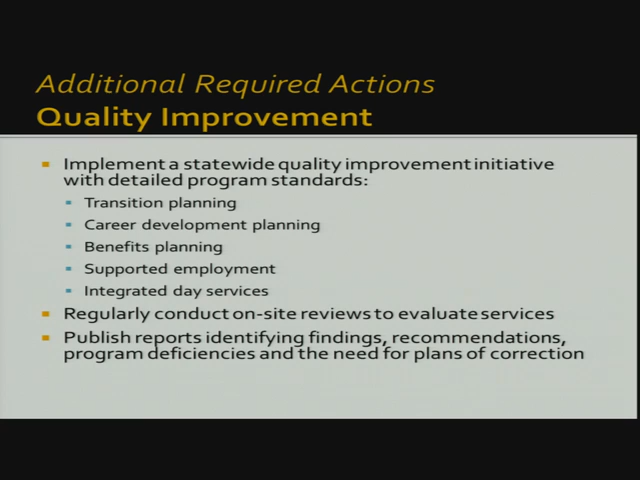 Additional Required Actions
Quality Improvement
Implement a statewide quality improvement initiative
with detailed program standards:
Transition planning
Career development planning
Benefits planning
Supported employment
Integrated day services
Regularly conduct on-site reviews to evaluate services
Publish reports identifying findings, recommendations,
program deficiencies and the need for plans of correction